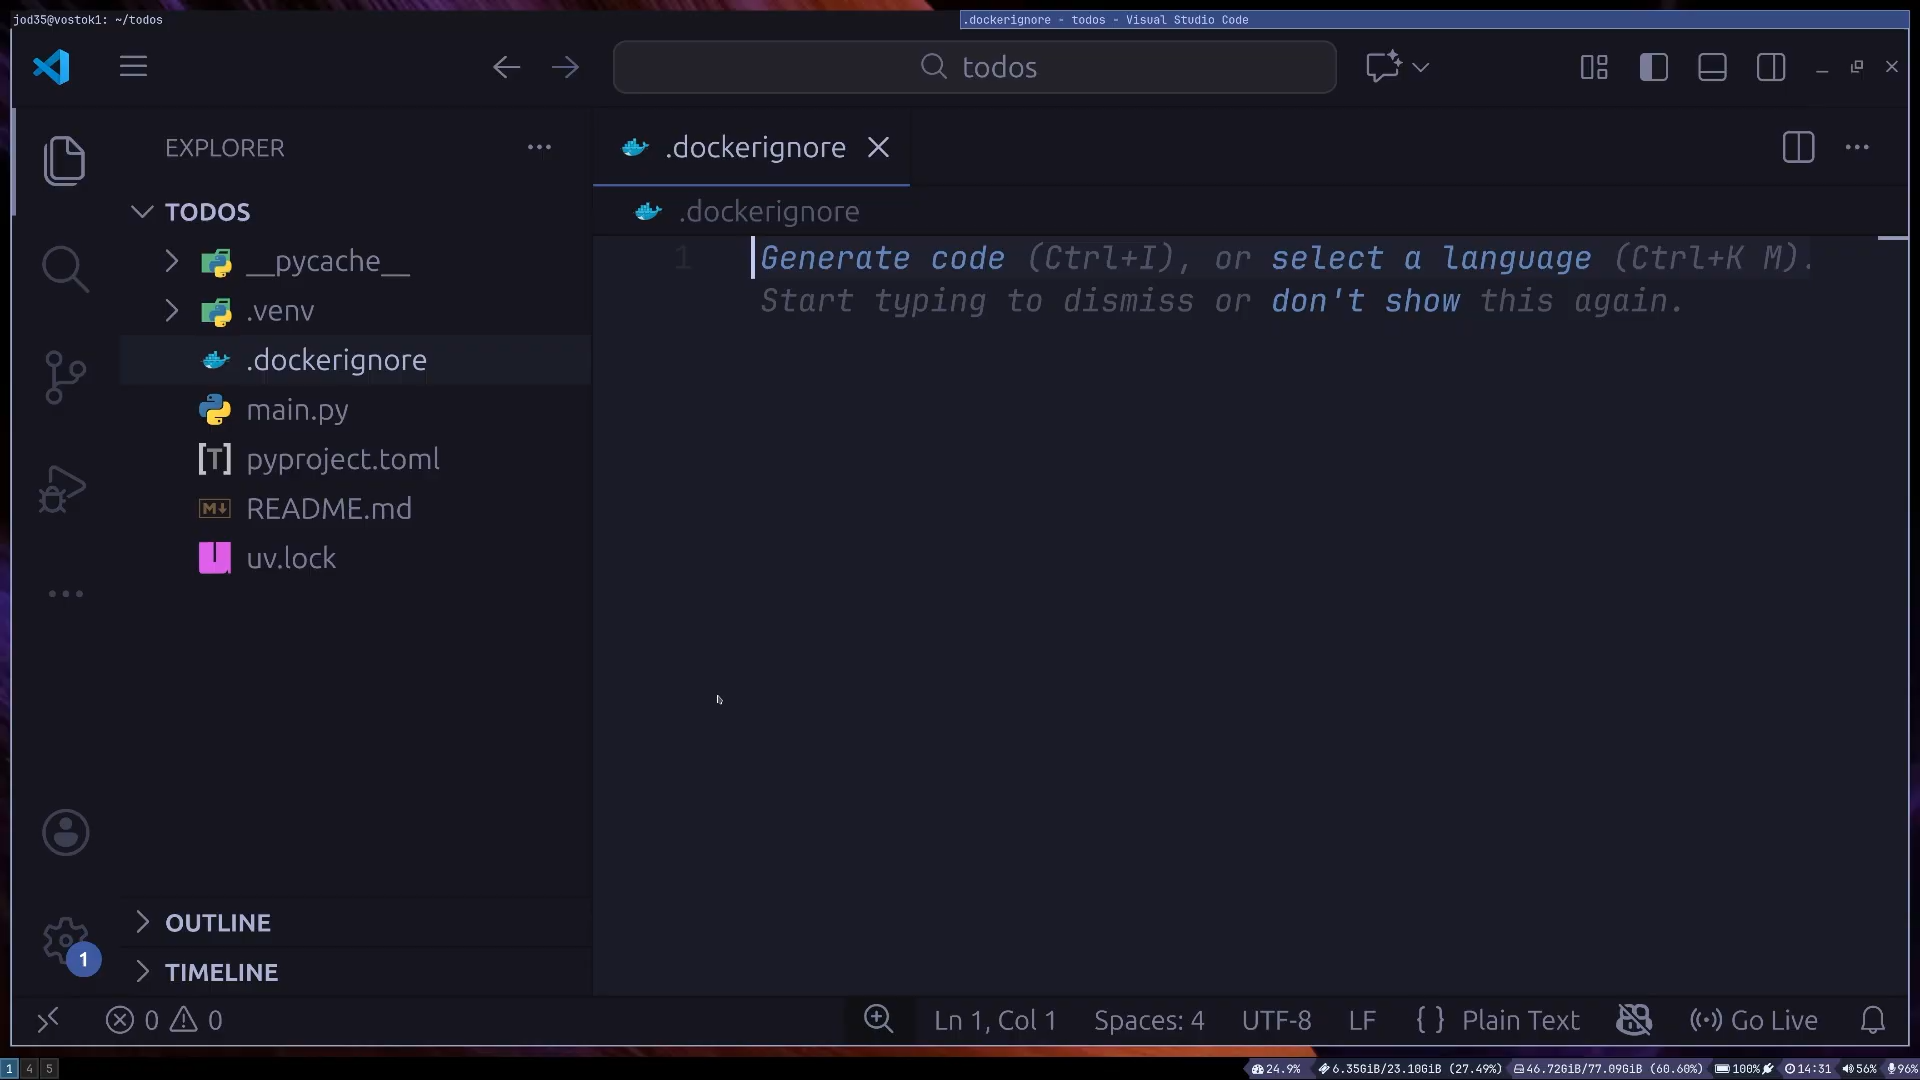 jod35@vostok1: ~/todos
.dockerignore - todos - Visual Studio Code
todos
EXPLORER
.dockerignore
TODOS
.dockerignore
__pycache__
.venv
.dockerignore
main.py
pyproject.toml
README.md
uv.lock
1
Generate code (Ctrl+I), or select a language (Ctrl+K M).
Start typing to dismiss or don't show this again.
OUTLINE
1
TIMELINE
0 0
Ln 1, Col 1
Spaces: 4
UTF-8
LF
{ } Plain Text
Go Live
1 4 5
24.9% 6.35GiB/23.10GiB (27.49%) 46.72GiB/77.09GiB (60.60%) 100% 14:31 56% 96%